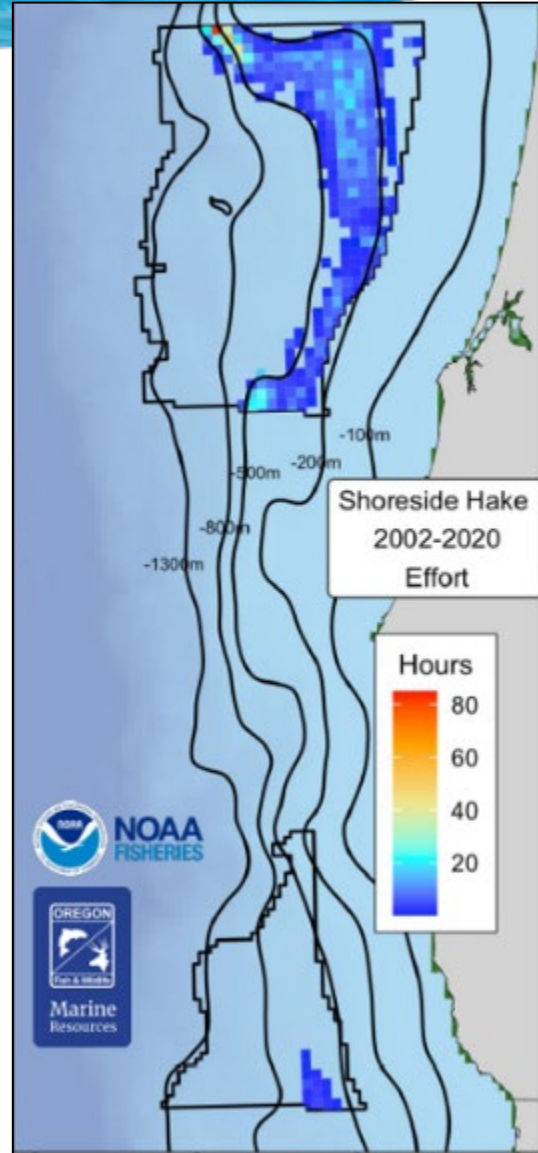 -100m
-200m
-500m
-800m
-1300m
Shoreside Hake
2002-2020
Effort
Hours
80
60
40
20
NOAA
NOAA
FISHERIES
OREGON
Fish & Wildlife
Marine
Resources